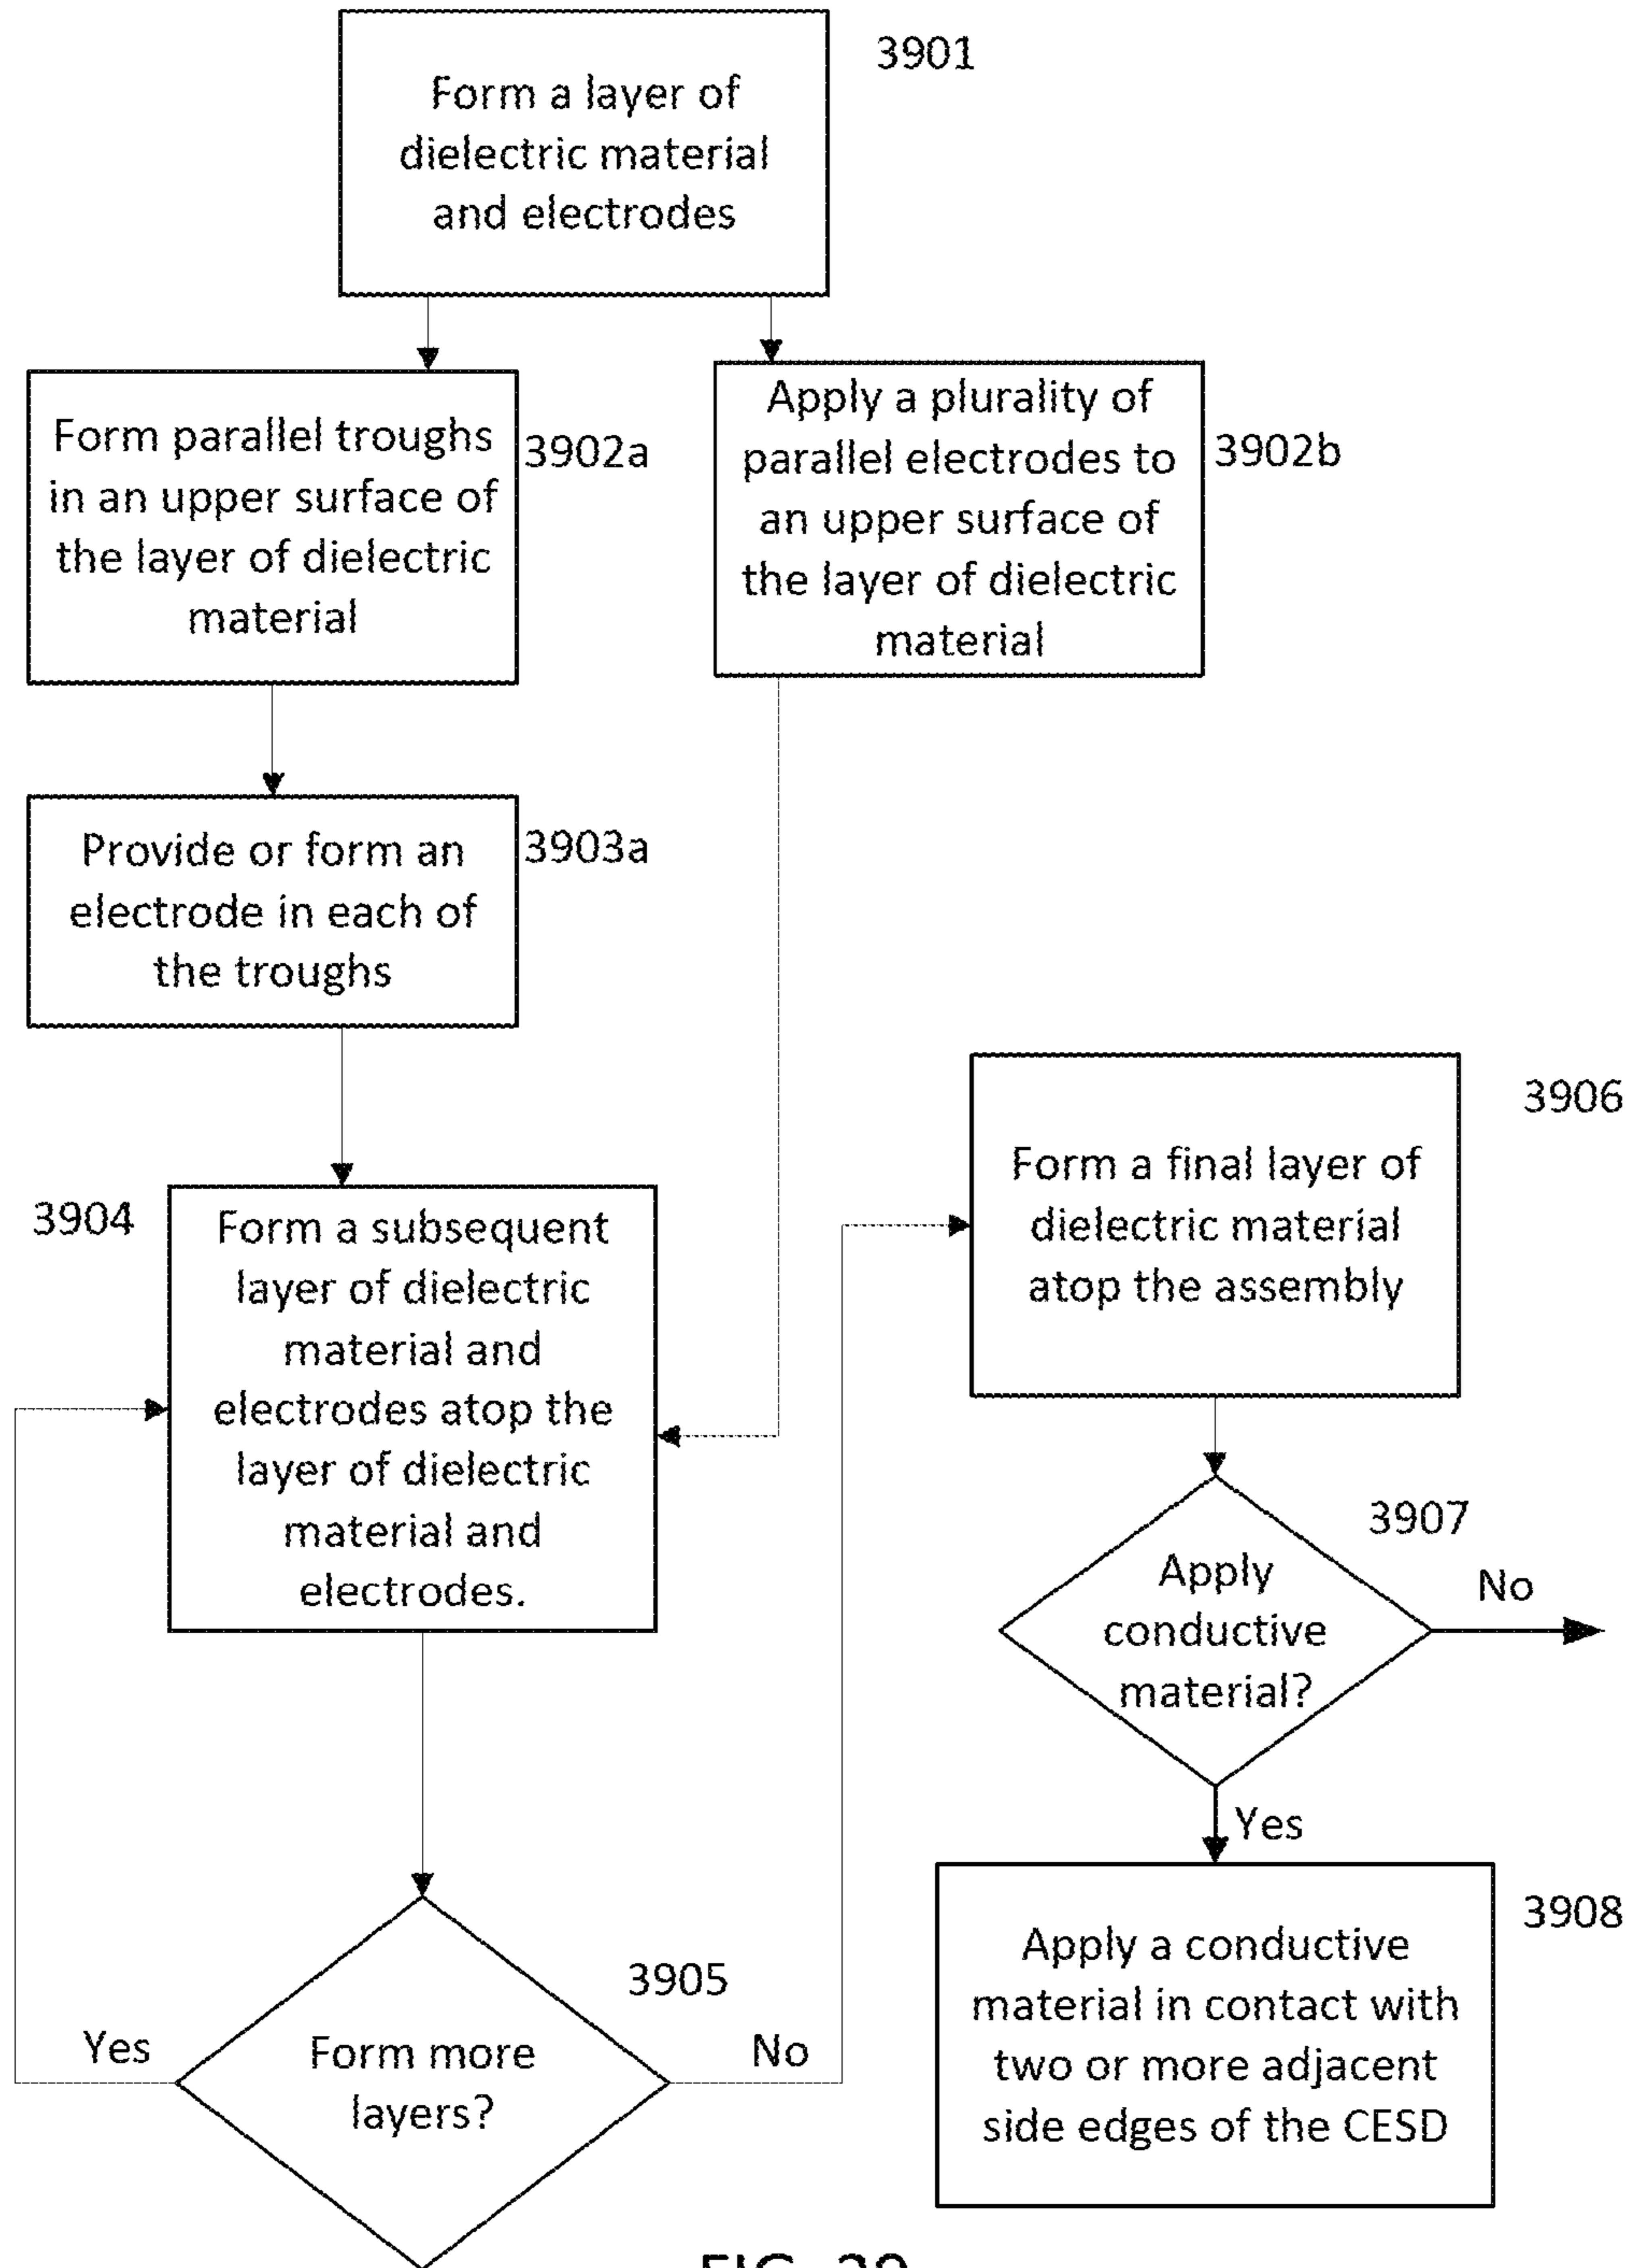 3901
Form a layer of
dielectric material
and electrodes
Form parallel troughs
in an upper surface of
the layer of dielectric
material
3902a
Apply a plurality of
parallel electrodes to
an upper surface of
the layer of dielectric
material
3902b
Provide or form an
electrode in each of
the troughs
3903a
3904
Form a subsequent
layer of dielectric
material and
electrodes atop the
layer of dielectric
material and
electrodes.
3905
Form more
layers?
Yes
No
3906
Form a final layer of
dielectric material
atop the assembly
3907
Apply
conductive
material?
No
Yes
3908
Apply a conductive
material in contact with
two or more adjacent
side edges of the CESD
FIG. 39